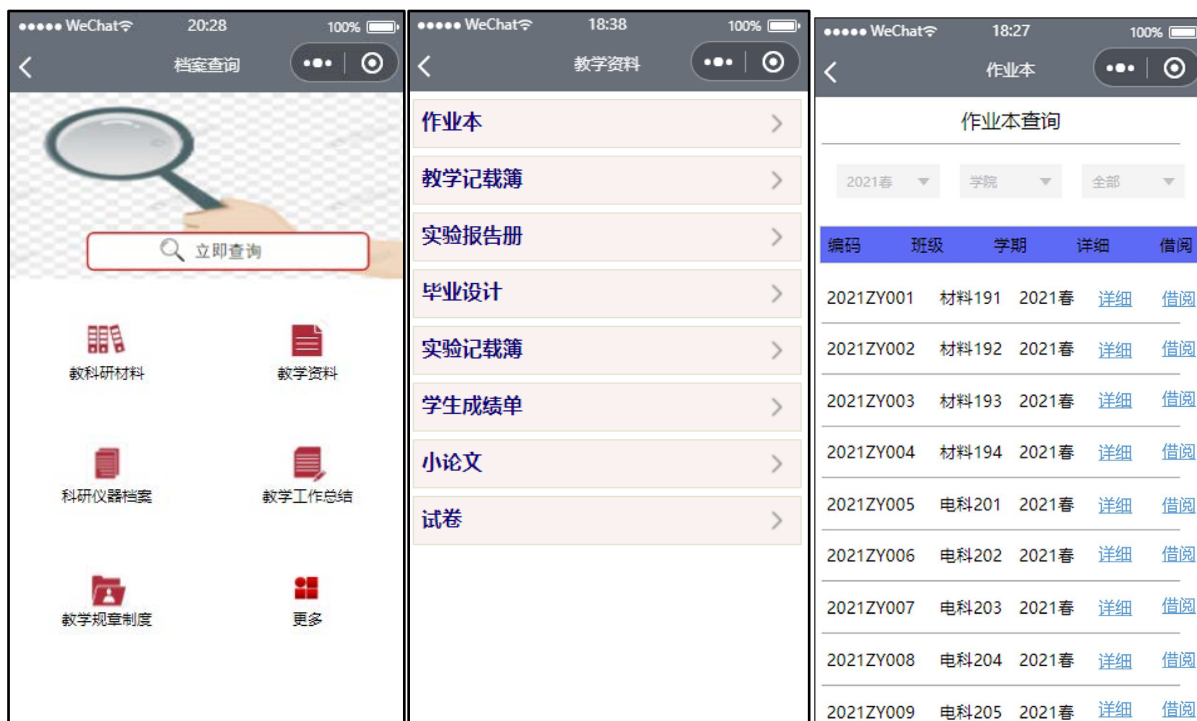 WeChat 20:28 100%
档案查询
立即查询
教科研材料 教学资料
科研仪器档案 教学工作总结
教学规章制度 更多
WeChat 18:38 100%
教学资料
作业本
教学记载簿
实验报告册
毕业设计
实验记载簿
学生成绩单
小论文
试卷
WeChat 18:27 100%
作业本
作业本查询
2021春 学院 全部
编码 班级 学期 详细 借阅
2021ZY001 材料191 2021春 详细 借阅
2021ZY002 材料192 2021春 详细 借阅
2021ZY003 材料193 2021春 详细 借阅
2021ZY004 材料194 2021春 详细 借阅
2021ZY005 电科201 2021春 详细 借阅
2021ZY006 电科202 2021春 详细 借阅
2021ZY007 电科203 2021春 详细 借阅
2021ZY008 电科204 2021春 详细 借阅
2021ZY009 电科205 2021春 详细 借阅